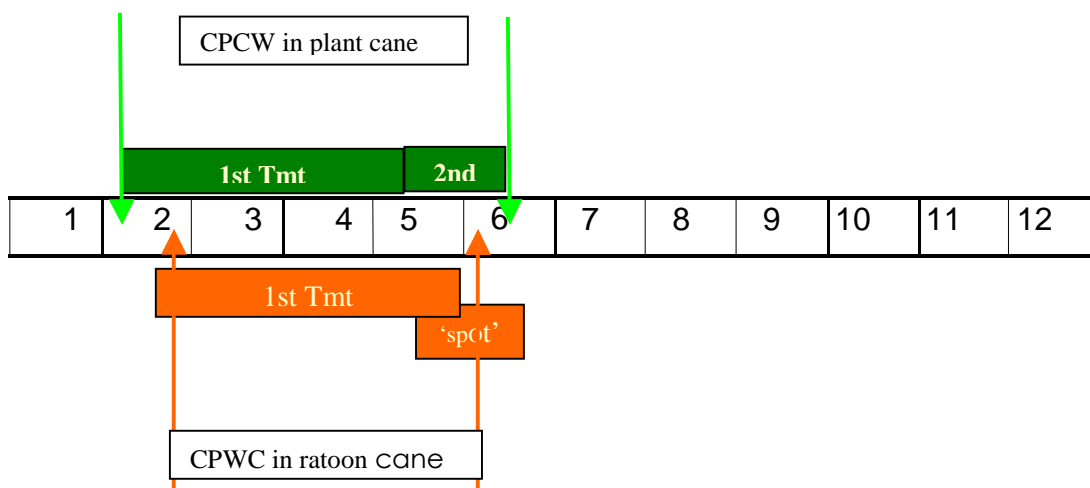 CPCW in plant cane
1st Tmt 2nd
1 2 3 4 5 6 7 8 9 10 11 12
1st Tmt
‘spot’
CPWC in ratoon cane